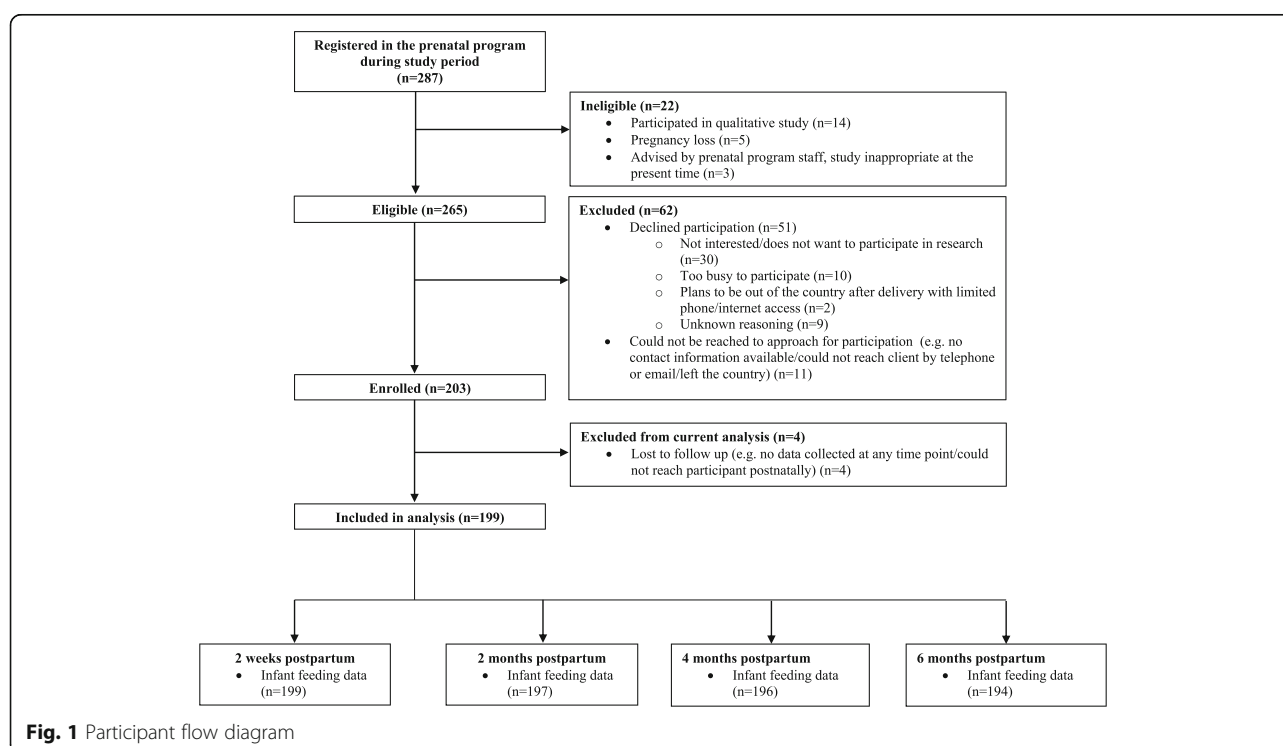 Registered in the prenatal program
during study period
(n=287)
Ineligible (n=22)
• Participated in qualitative study (n=14)
• Pregnancy loss (n=5)
• Advised by prenatal program staff, study inappropriate at the
present time (n=3)
Eligible (n=265)
Excluded (n=62)
• Declined participation (n=51)
o Not interested/does not want to participate in research
(n=30)
o Too busy to participate (n=10)
o Plans to be out of the country after delivery with limited
phone/internet access (n=2)
o Unknown reasoning (n=9)
• Could not be reached to approach for participation (e.g. no
contact information available/could not reach client by telephone
or email/left the country) (n=11)
Enrolled (n=203)
Excluded from current analysis (n=4)
• Lost to follow up (e.g. no data collected at any time point/could
not reach participant postnatally) (n=4)
Included in analysis (n=199)
2 weeks postpartum
• Infant feeding data
(n=199)
2 months postpartum
• Infant feeding data
(n=197)
4 months postpartum
• Infant feeding data
(n=196)
6 months postpartum
• Infant feeding data
(n=194)
Fig. 1 Participant flow diagram